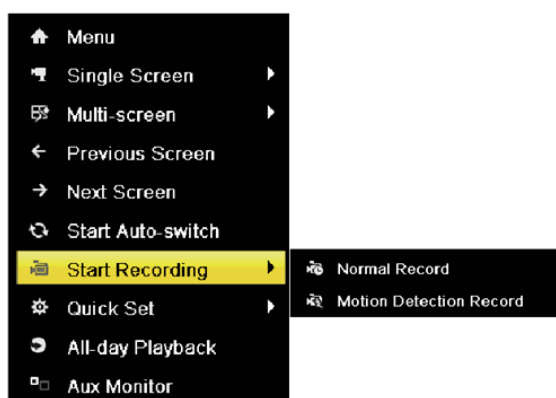 Menu
Single Screen
Multi-screen
Previous Screen
Next Screen
Start Auto-switch
Start Recording
Normal Record
Motion Detection Record
Quick Set
All-day Playback
Aux Monitor